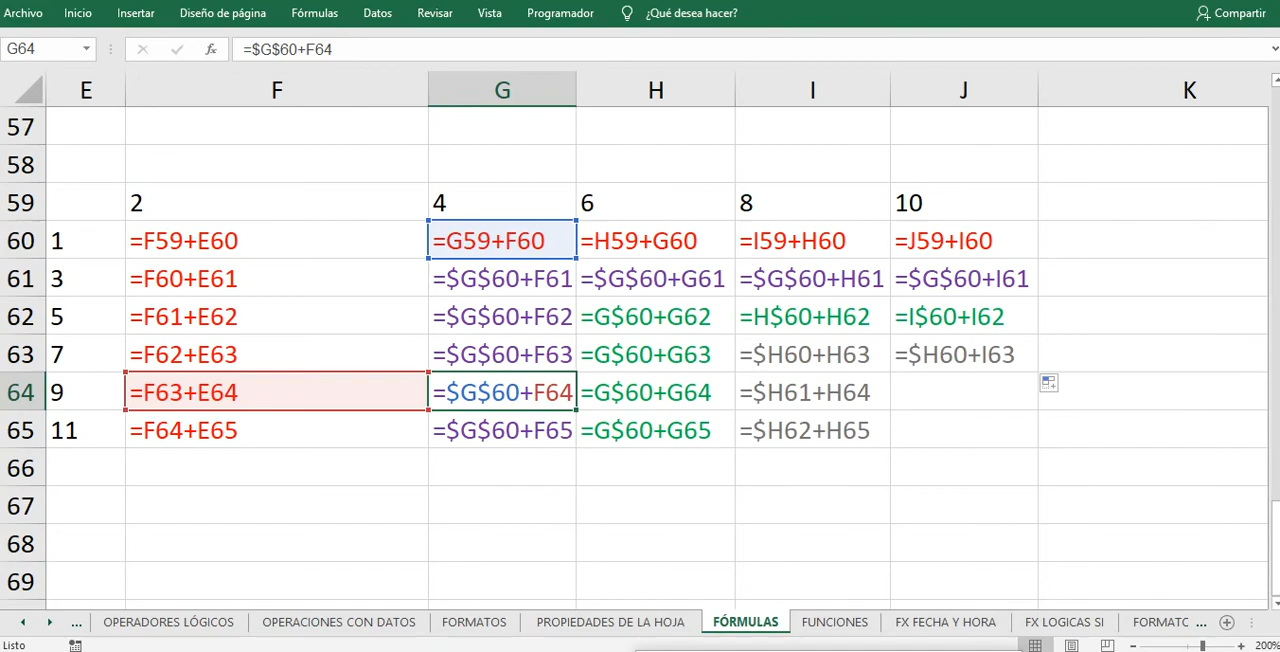 Archivo Inicio Insertar Diseño de página Fórmulas Datos Revisar Vista Programador ¿Qué desea hacer? Compartir
G64 fx =$G$60+F64
E F G H I J K
57
58
59 2 4 6 8 10
60 1 =F59+E60 =G59+F60 =H59+G60 =I59+H60 =J59+I60
61 3 =F60+E61 =$G$60+F61 =$G$60+G61 =$G$60+H61 =$G$60+I61
62 5 =F61+E62 =$G$60+F62 =G$60+G62 =H$60+H62 =I$60+I62
63 7 =F62+E63 =$G$60+F63 =G$60+G63 =$H60+H63 =$H60+I63
64 9 =F63+E64 =$G$60+F64 =G$60+G64 =$H61+H64
65 11 =F64+E65 =$G$60+F65 =G$60+G65 =$H62+H65
66
67
68
69
... OPERADORES LÓGICOS OPERACIONES CON DATOS FORMATOS PROPIEDADES DE LA HOJA FÓRMULAS FUNCIONES FX FECHA Y HORA FX LOGICAS SI FORMATC ...
Listo 200%